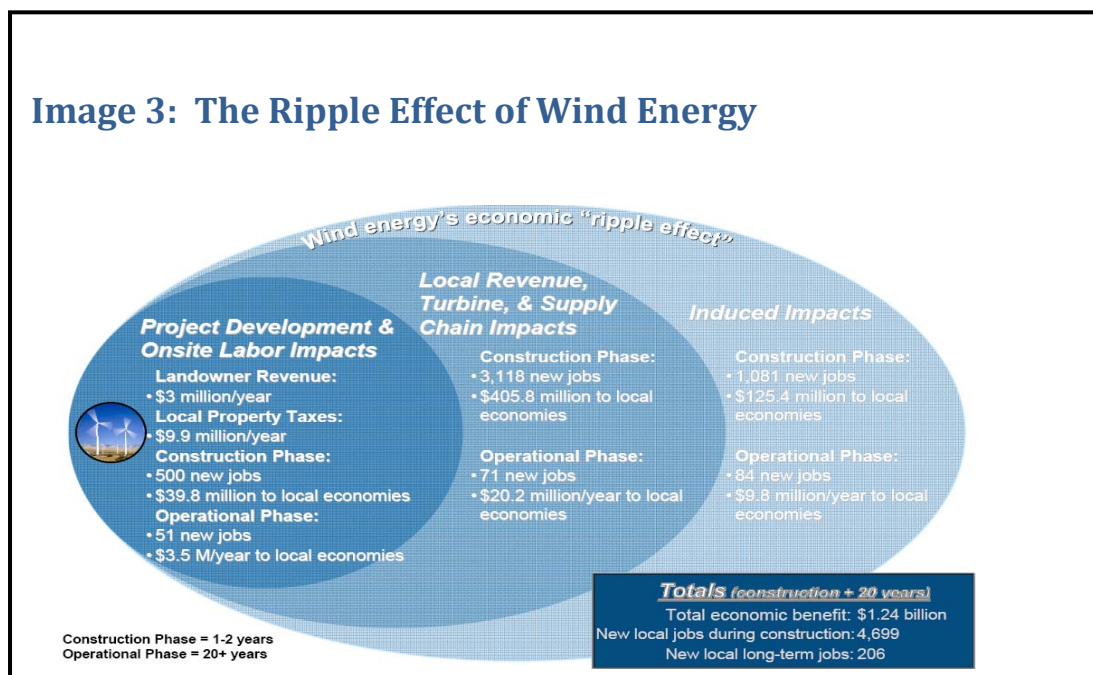 Image 3: The Ripple Effect of Wind Energy
Wind energy's economic "ripple effect"
Project Development &
Onsite Labor Impacts
Landowner Revenue:
• $3 million/year
Local Property Taxes:
• $9.9 million/year
Construction Phase:
• 500 new jobs
• $39.8 million to local economies
Operational Phase:
• 51 new jobs
• $3.5 M/year to local economies
Local Revenue,
Turbine, & Supply
Chain Impacts
Construction Phase:
• 3,118 new jobs
• $405.8 million to local
economies
Operational Phase:
• 71 new jobs
• $20.2 million/year to local
economies
Induced Impacts
Construction Phase:
• 1,081 new jobs
• $125.4 million to local
economies
Operational Phase:
• 84 new jobs
• $9.8 million/year to local
economies
Totals (construction + 20 years)
Total economic benefit: $1.24 billion
New local jobs during construction: 4,699
New local long-term jobs: 206
Construction Phase = 1-2 years
Operational Phase = 20+ years